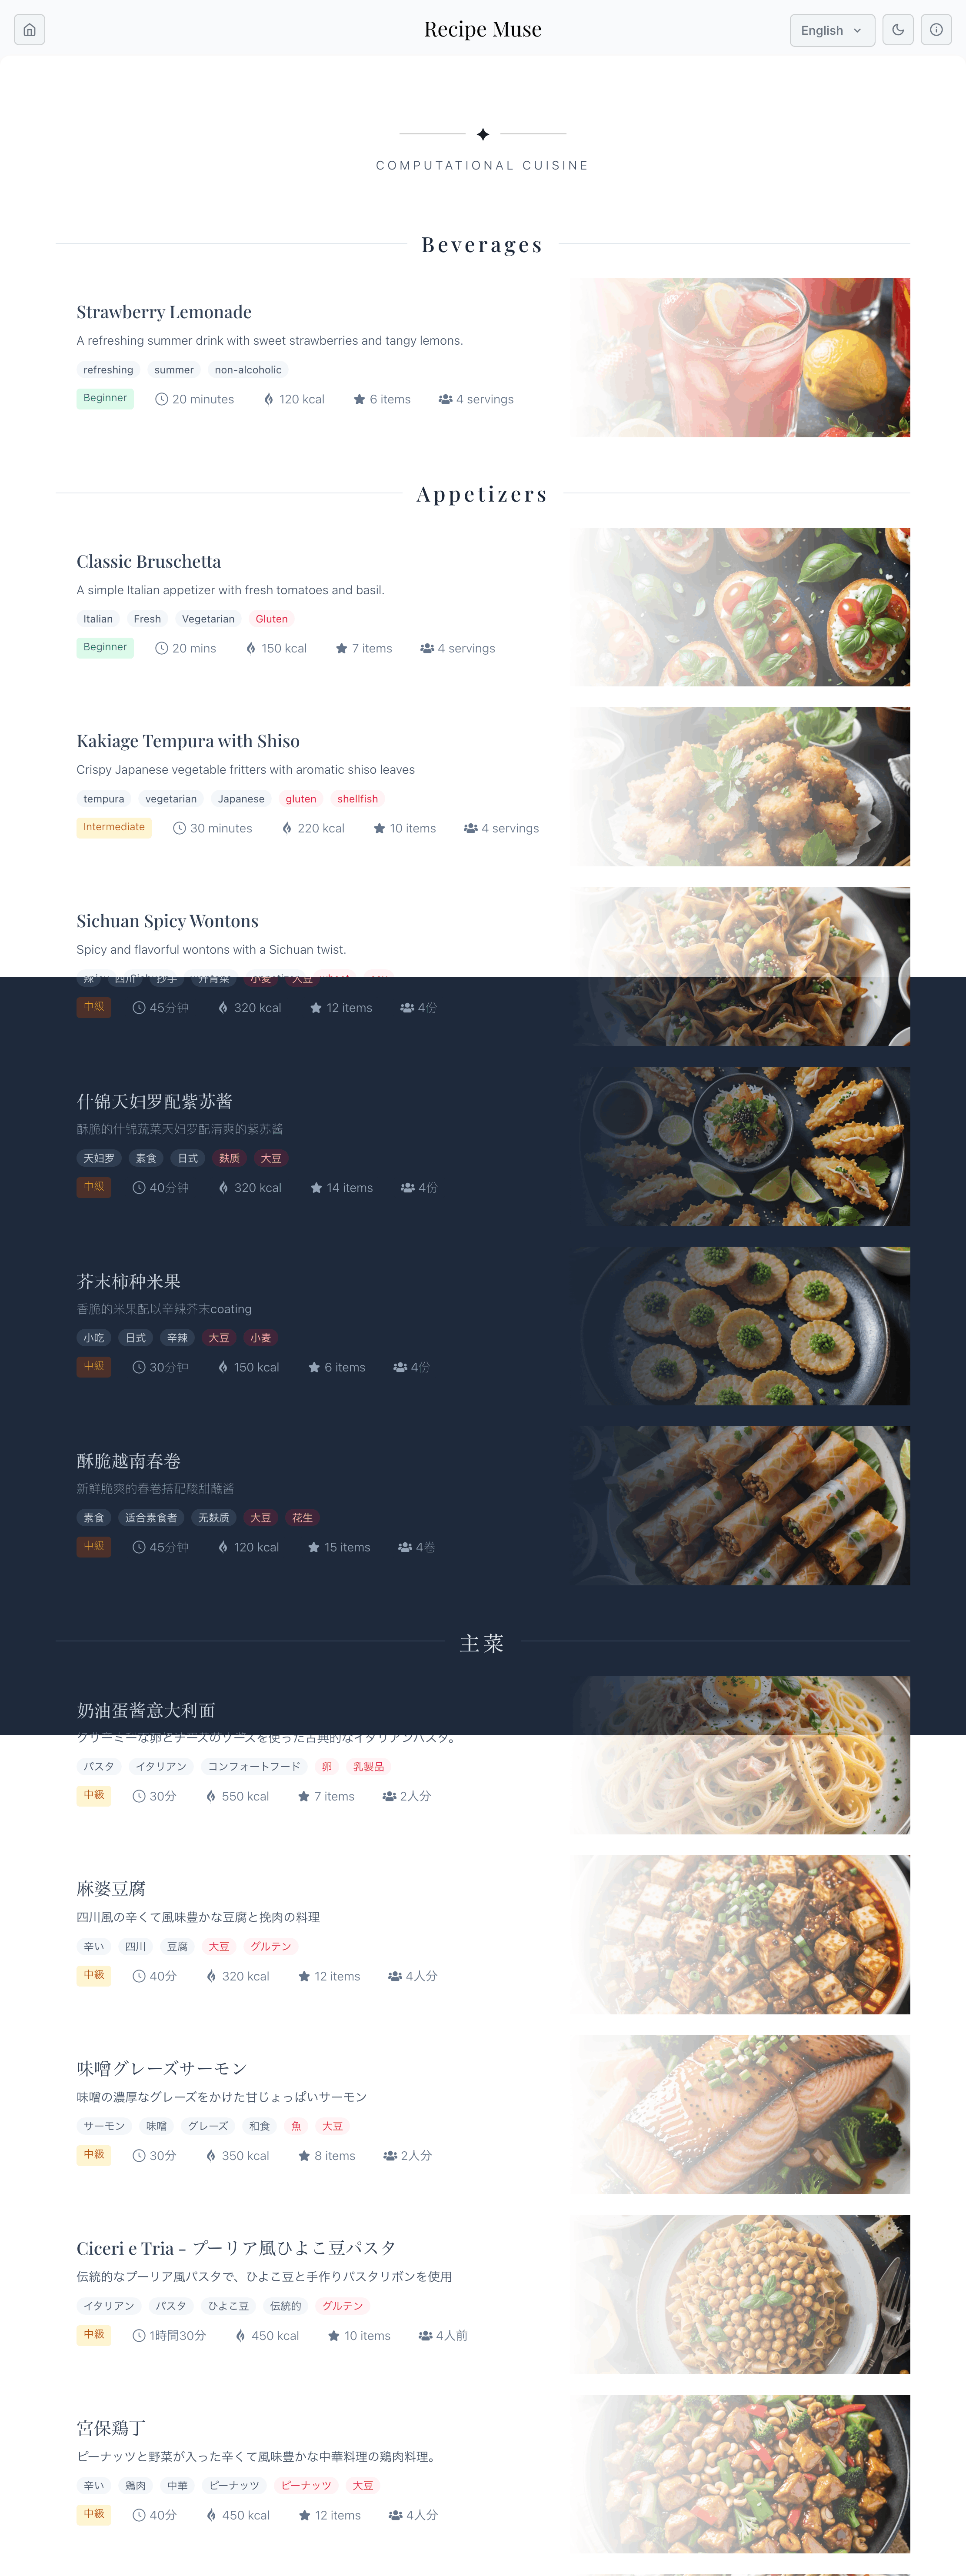 Recipe Muse
English
COMPUTATIONAL CUISINE
Beverages
Strawberry Lemonade
A refreshing summer drink with sweet strawberries and tangy lemons.
refreshing summer non-alcoholic
Beginner 20 minutes 120 kcal 6 items 4 servings
Appetizers
Classic Bruschetta
A simple Italian appetizer with fresh tomatoes and basil.
Italian Fresh Vegetarian Gluten
Beginner 20 mins 150 kcal 7 items 4 servings
Kakiage Tempura with Shiso
Crispy Japanese vegetable fritters with aromatic shiso leaves
tempura vegetarian Japanese gluten shellfish
Intermediate 30 minutes 220 kcal 10 items 4 servings
Sichuan Spicy Wontons
Spicy and flavorful wontons with a Sichuan twist.
中級 45分钟 320 kcal 12 items 4份
什锦天妇罗配紫苏酱
酥脆的什锦蔬菜天妇罗配清爽的紫苏酱
天妇罗 素食 日式 麸质 大豆
中級 40分钟 320 kcal 14 items 4份
芥末柿种米果
香脆的米果配以辛辣芥末coating
小吃 日式 辛辣 大豆 小麦
中級 30分钟 150 kcal 6 items 4份
酥脆越南春卷
新鲜脆爽的春卷搭配酸甜蘸酱
素食 适合素食者 无麸质 大豆 花生
中級 45分钟 120 kcal 15 items 4卷
主菜
奶油蛋酱意大利面
クリーミーな卵とチーズのソースを使った古典的なイタリアンパスタ。
パスタ イタリアン コンフォートフード 卵 乳製品
中級 30分 550 kcal 7 items 2人分
麻婆豆腐
四川風の辛くて風味豊かな豆腐と挽肉の料理
辛い 四川 豆腐 大豆 グルテン
中級 40分 320 kcal 12 items 4人分
味噌グレーズサーモン
味噌の濃厚なグレーズをかけた甘じょっぱいサーモン
サーモン 味噌 グレーズ 和食 魚 大豆
中級 30分 350 kcal 8 items 2人分
Ciceri e Tria - プーリア風ひよこ豆パスタ
伝統的なプーリア風パスタで、ひよこ豆と手作りパスタリボンを使用
イタリアン パスタ ひよこ豆 伝統的 グルテン
中級 1時間30分 450 kcal 10 items 4人前
宮保鶏丁
ピーナッツと野菜が入った辛くて風味豊かな中華料理の鶏肉料理。
辛い 鶏肉 中華 ピーナッツ ピーナッツ 大豆
中級 40分 450 kcal 12 items 4人分